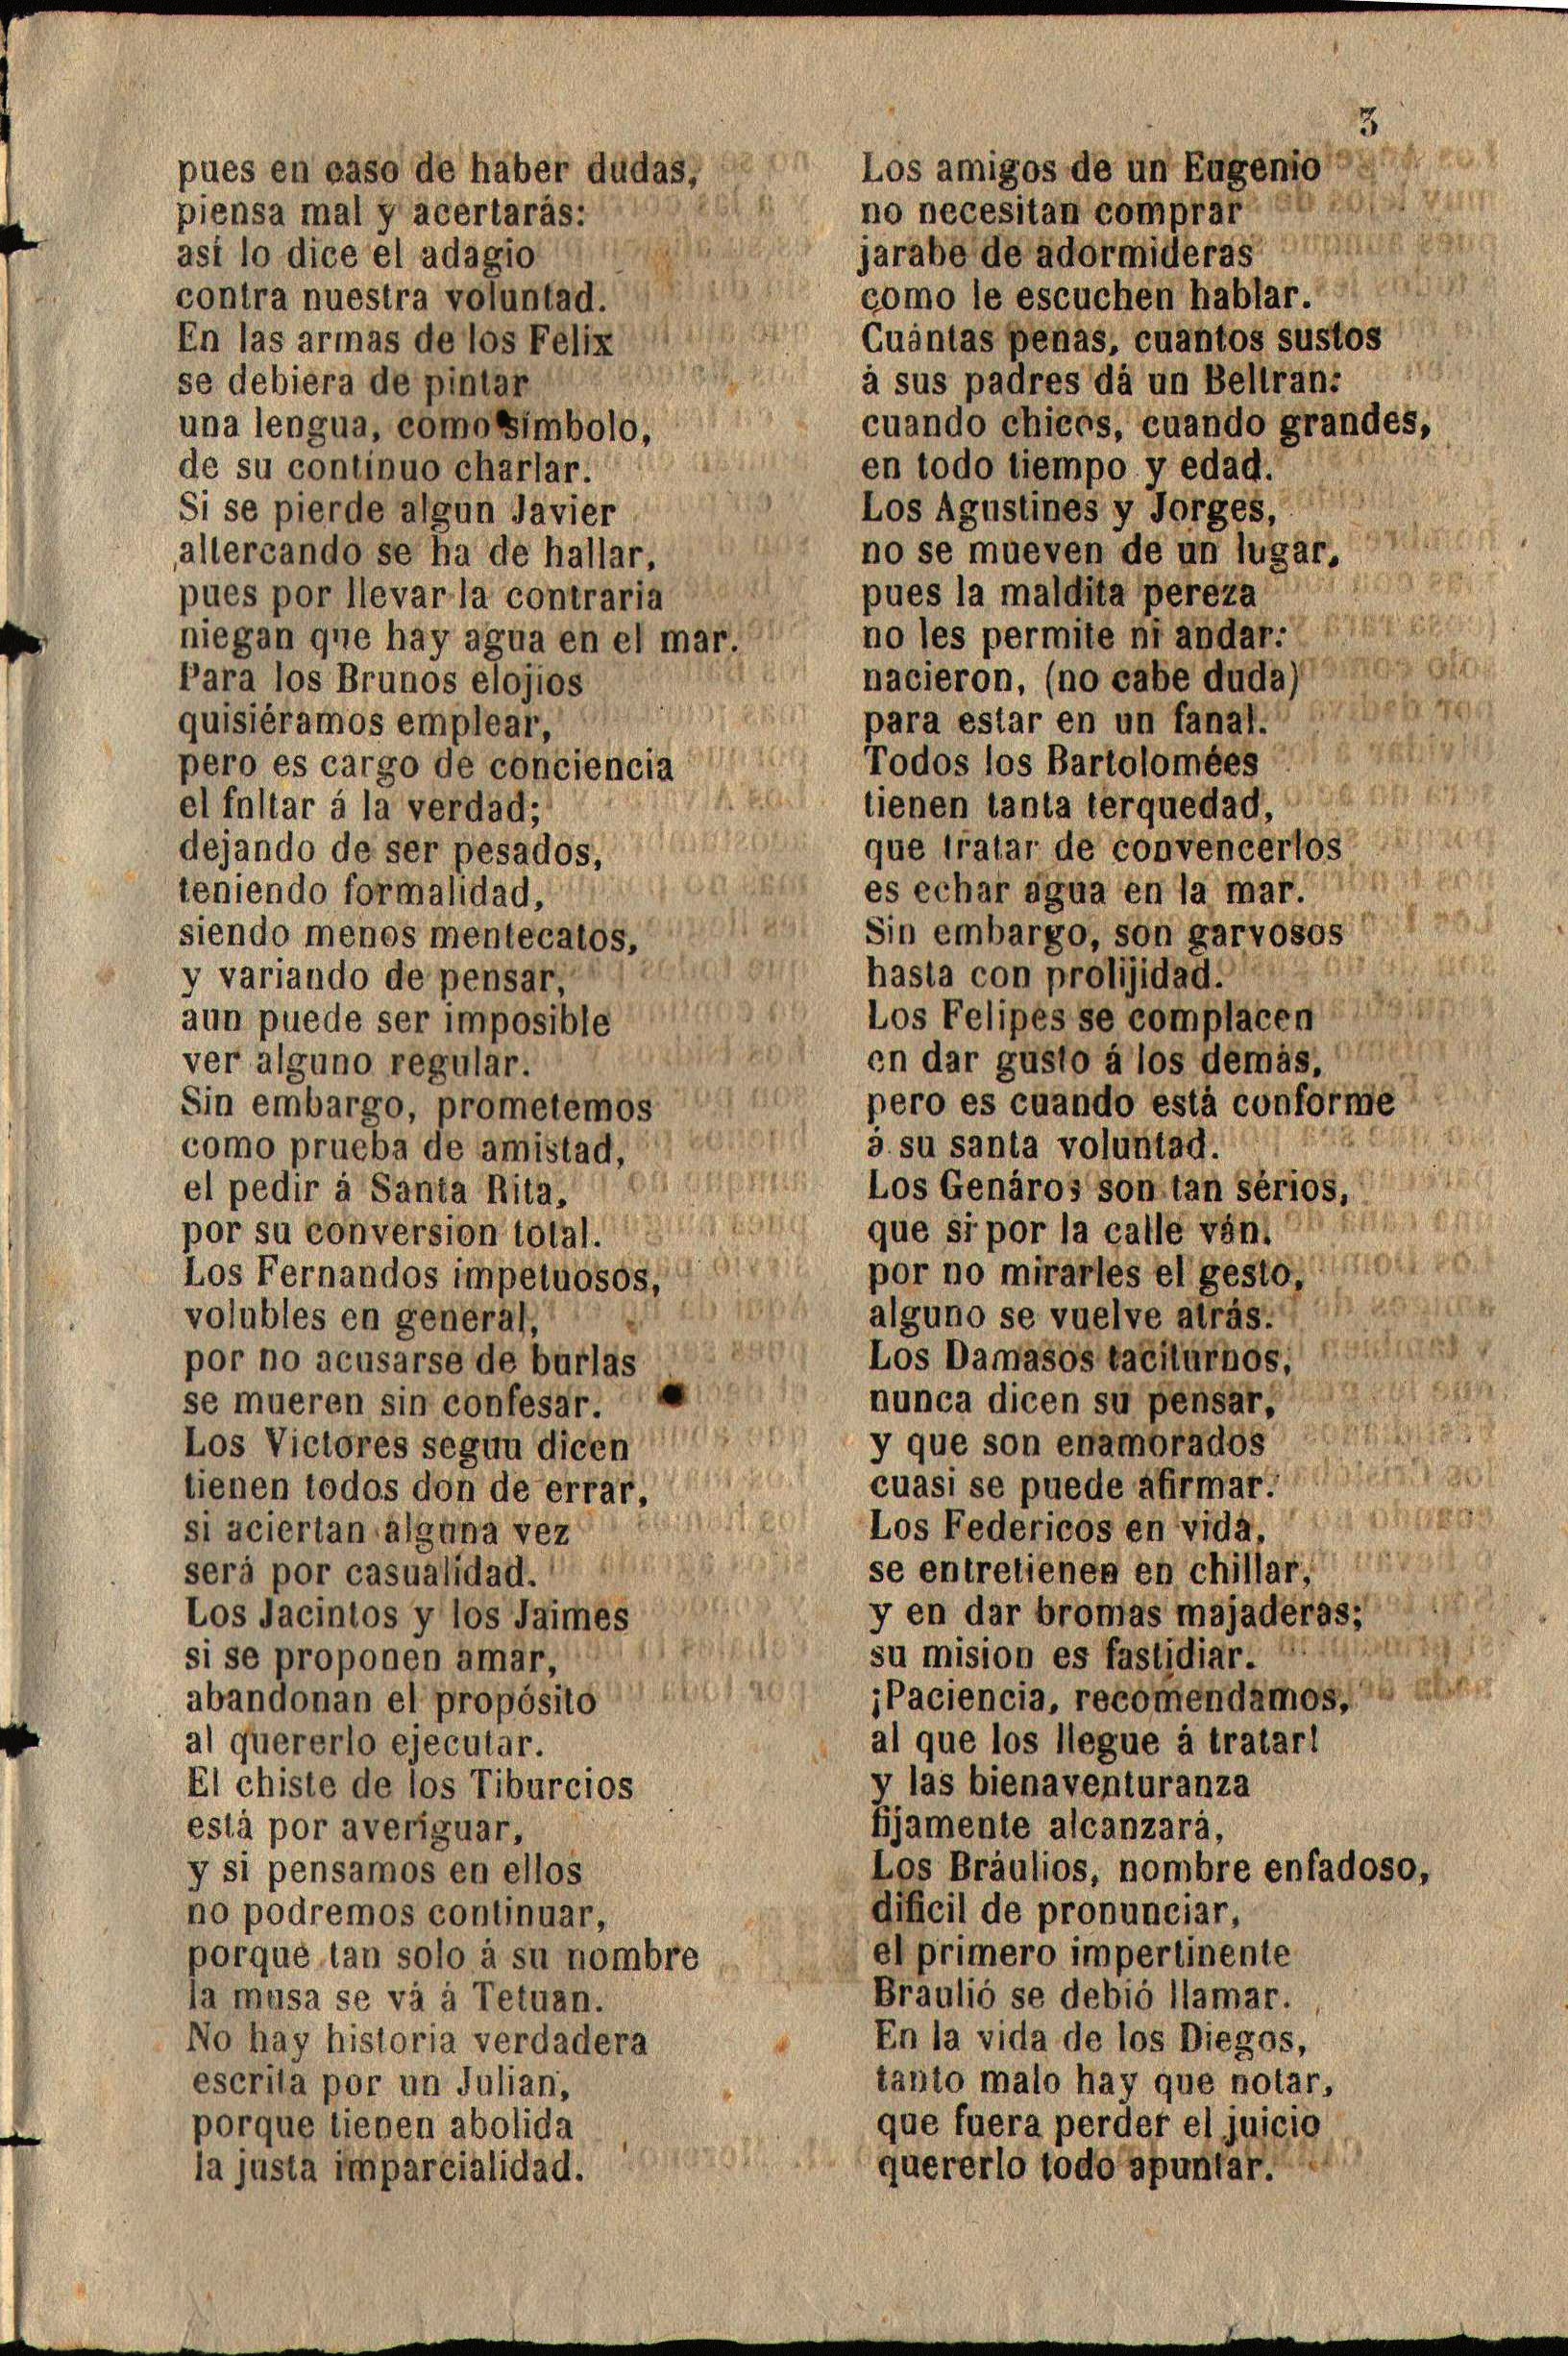 3
pues en caso de haber dudas,
piensa mal y acertarás:
así lo dice el adagio
contra nuestra voluntad.
En las armas de los Felix
se debiera de pintar
una lengua, como símbolo,
de su contínuo charlar.
Si se pierde algun Javier
altercando se ha de hallar,
pues por llevar la contraria
niegan que hay agua en el mar.
Para los Brunos elojios
quisiéramos emplear,
pero es cargo de conciencia
el faltar á la verdad;
dejando de ser pesados,
teniendo formalidad,
siendo menos mentecatos,
y variando de pensar,
aun puede ser imposible
ver alguno regular.
Sin embargo, prometemos
como prueba de amistad,
el pedir á Santa Rita,
por su conversion total.
Los Fernandos impetuosos,
volubles en general,
por no acusarse de burlas
se mueren sin confesar.
Los Victores segun dicen
tienen todos don de errar,
si aciertan alguna vez
será por casualidad.
Los Jacintos y los Jaimes
si se proponen amar,
abandonan el propósito
al quererlo ejecutar.
El chiste de los Tiburcios
está por averiguar,
y si pensamos en ellos
no podremos continuar,
porque tan solo á su nombre
la musa se vá á Tetuan.
No hay historia verdadera
escrita por un Julian,
porque tienen abolida
la justa imparcialidad.
Los amigos de un Eugenio
no necesitan comprar
jarabe de adormideras
como le escuchen hablar.
Cuántas penas, cuantos sustos
á sus padres dá un Beltran:
cuando chicos, cuando grandes,
en todo tiempo y edad.
Los Agustines y Jorges,
no se mueven de un lugar,
pues la maldita pereza
no les permite ni andar:
nacieron, (no cabe duda)
para estar en un fanal.
Todos los Bartolomées
tienen tanta terquedad,
que tratar de convencerlos
es echar agua en la mar.
Sin embargo, son garvosos
hasta con prolijidad.
Los Felipes se complacen
en dar gusto á los demás,
pero es cuando está conforme
á su santa voluntad.
Los Genáros son tan sérios,
que si por la calle ván,
por no mirarles el gesto,
alguno se vuelve atrás.
Los Damasos taciturnos,
nunca dicen su pensar,
y que son enamorados
cuasi se puede afirmar.
Los Federicos en vida,
se entretienen en chillar,
y en dar bromas majaderas;
su mision es fastidiar.
¡Paciencia, recomendamos,
al que los llegue á tratar!
y las bienaventuranza
fijamente alcanzará,
Los Bráulios, nombre enfadoso,
dificil de pronunciar,
el primero impertinente
Braulió se debió llamar.
En la vida de los Diegos,
tanto malo hay que notar,
que fuera perder el juicio
quererlo todo apuntar.